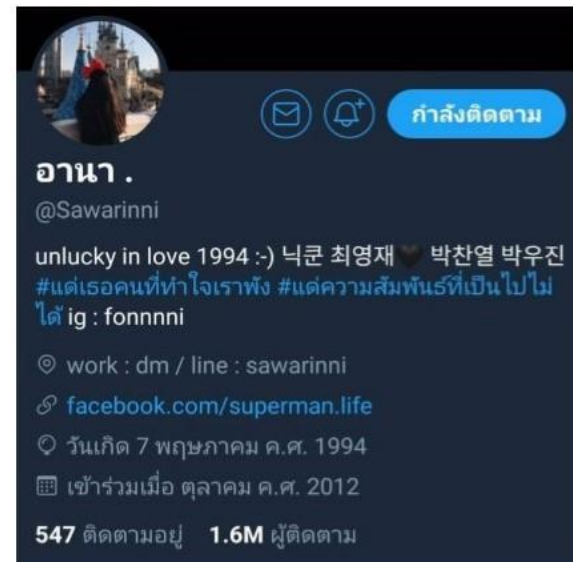 กำลังติดตาม
อานา .
@Sawarinni
unlucky in love 1994 :-) 닉쿤 최영재🖤 박찬열 박우진
#แด่เธอคนที่ทำใจเราพัง #แด่ความสัมพันธ์ที่เป็นไปไม่
ได้ ig : fonnnni
work : dm / line : sawarinni
facebook.com/superman.life
วันเกิด 7 พฤษภาคม ค.ศ. 1994
เข้าร่วมเมื่อ ตุลาคม ค.ศ. 2012
547 ติดตามอยู่ 1.6M ผู้ติดตาม